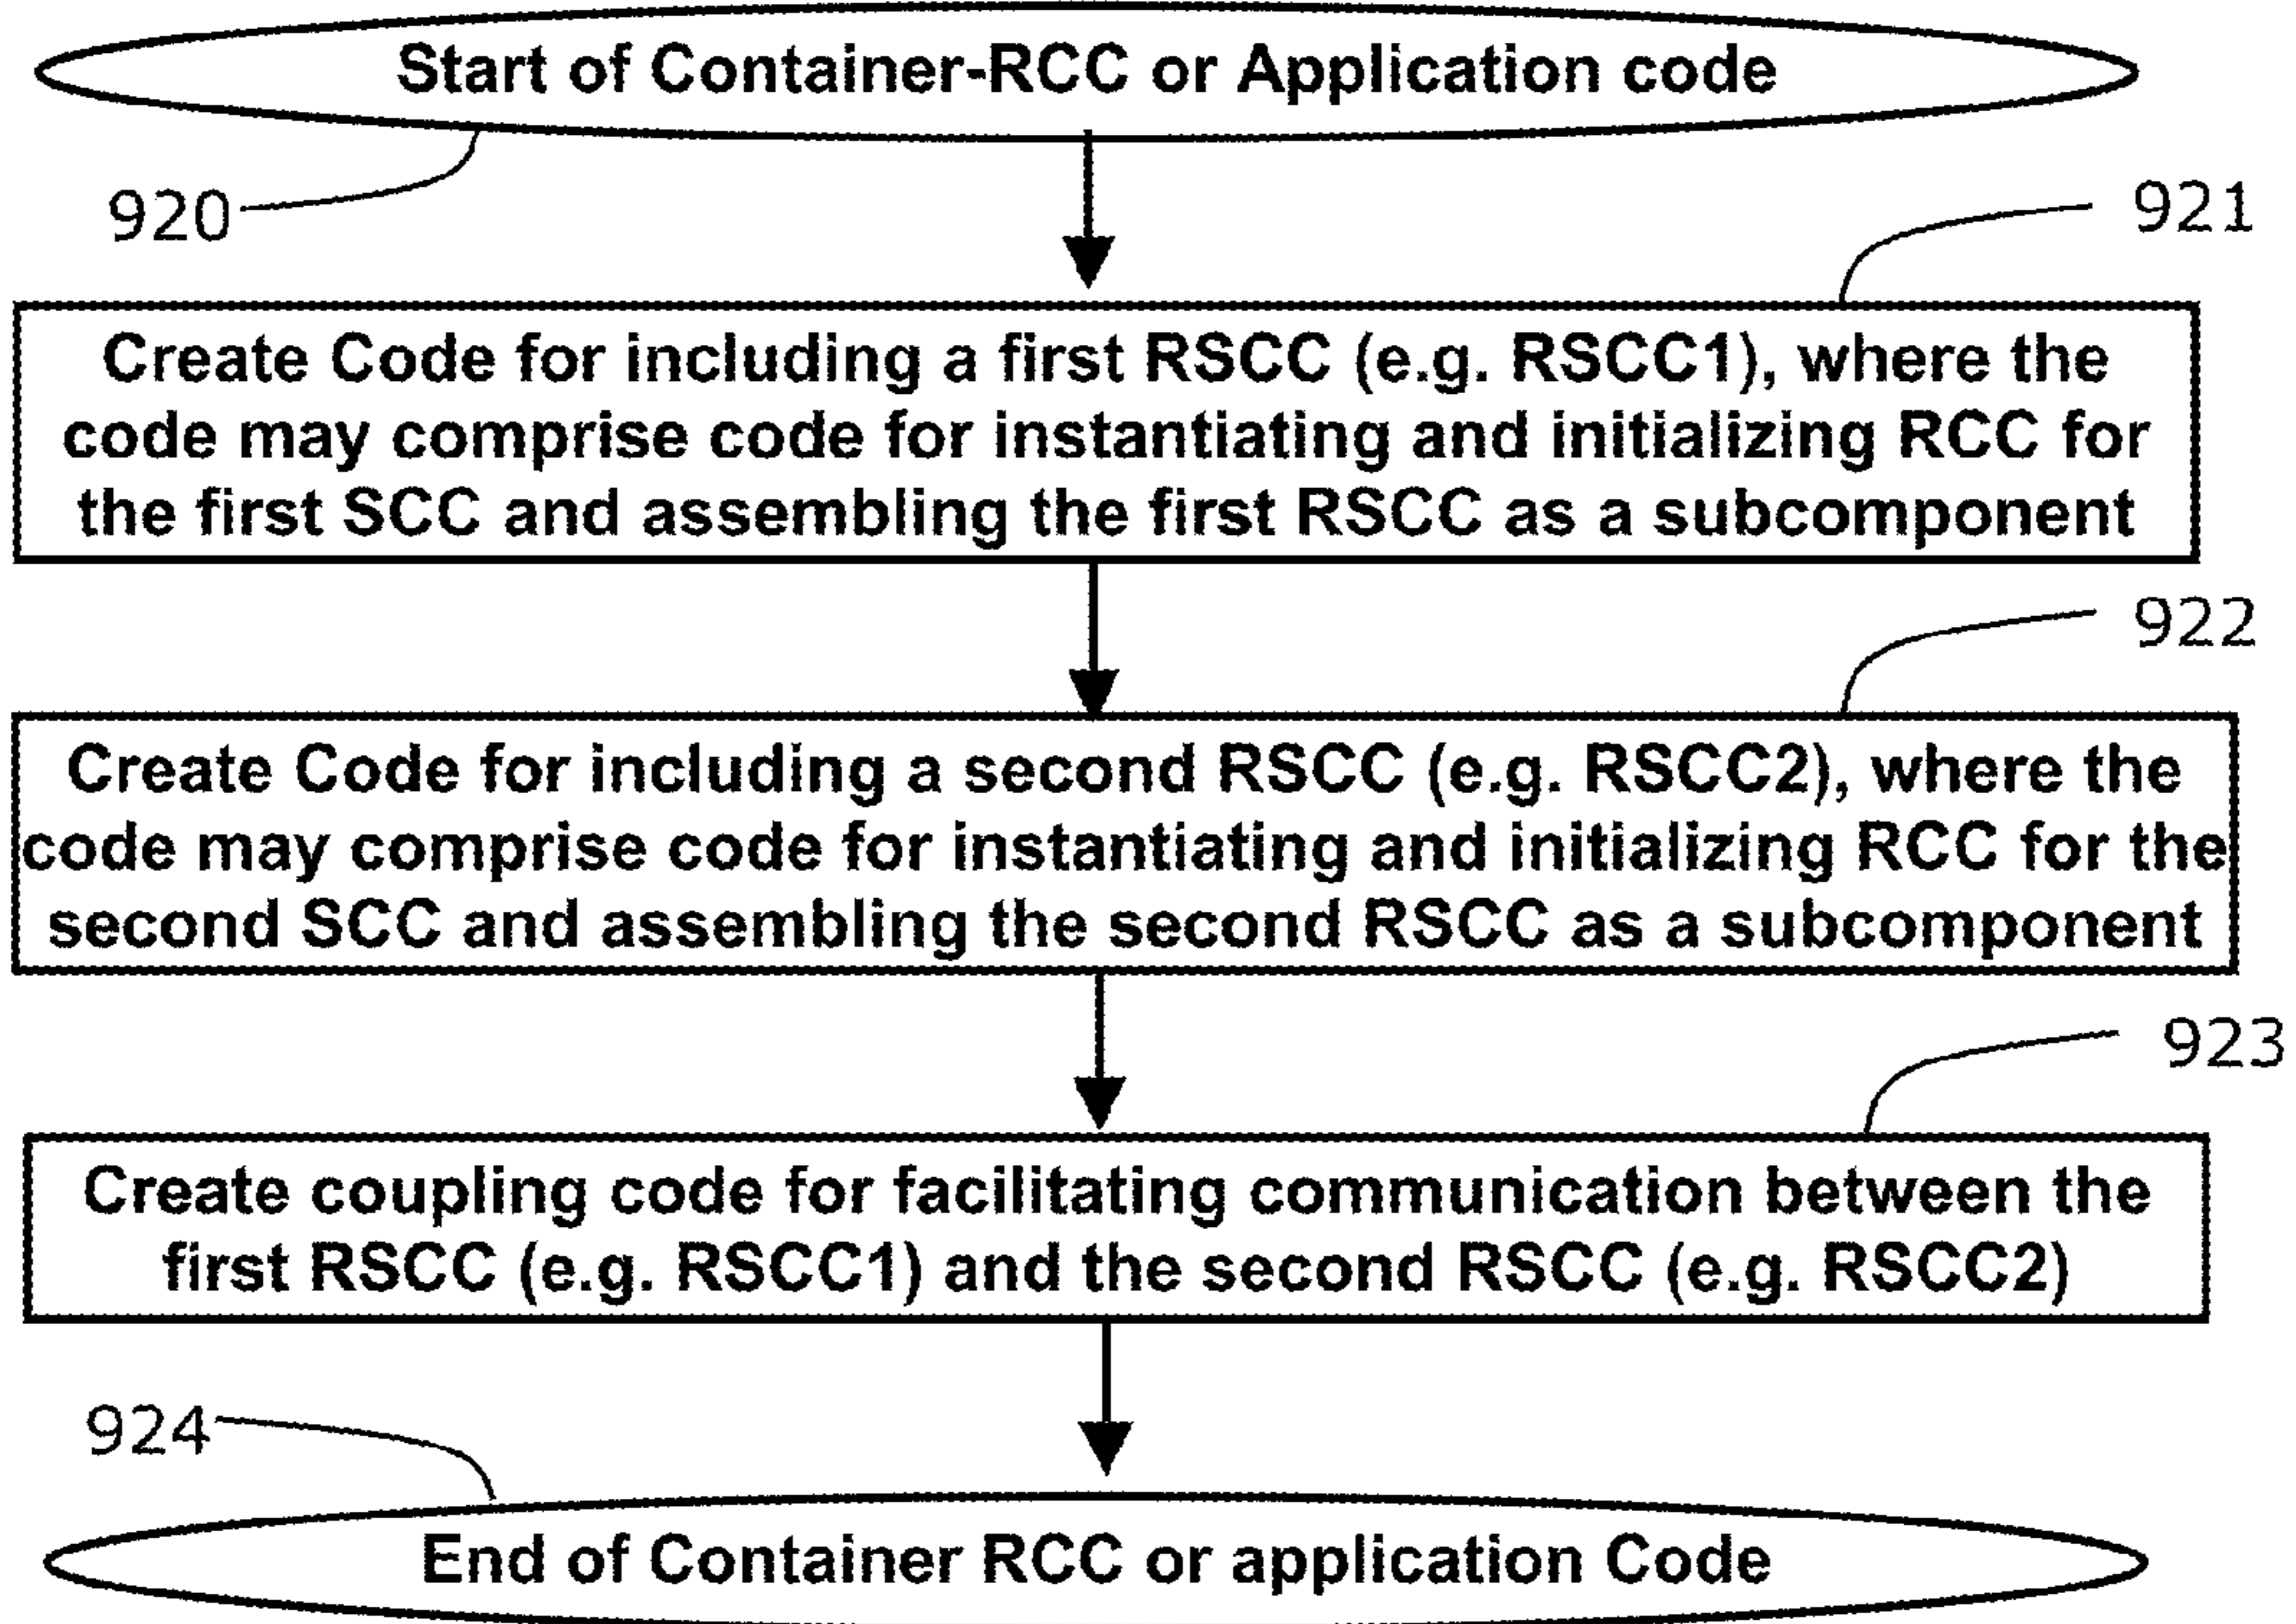 Start of Container-RCC or Application code
920
921
Create Code for including a first RSCC (e.g. RSCC1), where the
code may comprise code for instantiating and initializing RCC for
the first SCC and assembling the first RSCC as a subcomponent
922
Create Code for including a second RSCC (e.g. RSCC2), where the
code may comprise code for instantiating and initializing RCC for the
second SCC and assembling the second RSCC as a subcomponent
923
Create coupling code for facilitating communication between the
first RSCC (e.g. RSCC1) and the second RSCC (e.g. RSCC2)
924
End of Container RCC or application Code